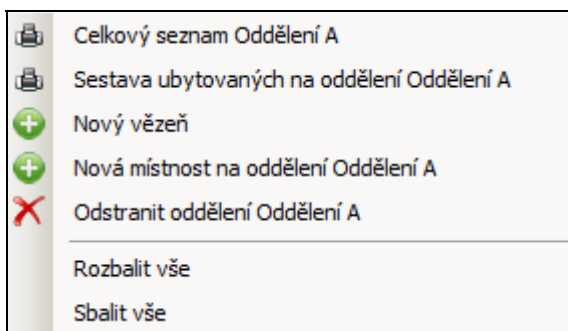 Celkový seznam Oddělení A
Sestava ubytovaných na oddělení Oddělení A
Nový vězeň
Nová místnost na oddělení Oddělení A
Odstranit oddělení Oddělení A
Rozbalit vše
Sbalit vše